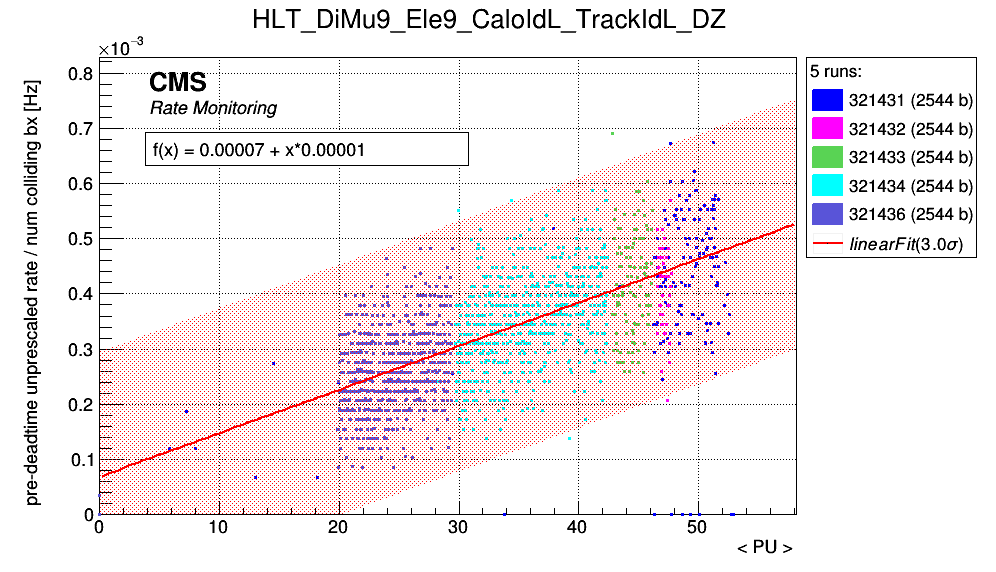 HLT_DiMu9_Ele9_CaloIdL_TrackIdL_DZ
×10⁻³
pre-deadtime unprescaled rate / num colliding bx [Hz]
0.8
0.7
0.6
0.5
0.4
0.3
0.2
0.1
0
CMS
Rate Monitoring
f(x) = 0.00007 + x*0.00001
0 10 20 30 40 50
< PU >
5 runs:
321431 (2544 b)
321432 (2544 b)
321433 (2544 b)
321434 (2544 b)
321436 (2544 b)
linearFit(3.0σ)